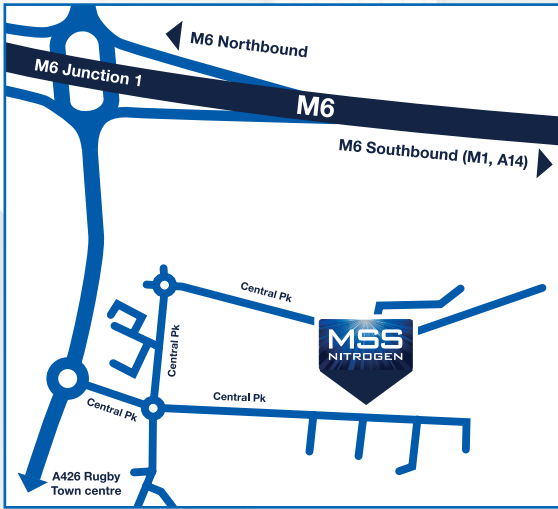 M6 Northbound
M6 Junction 1
M6
M6 Southbound (M1, A14)
Central Pk
MSS
NITROGEN
Central Pk
Central Pk
Central Pk
A426 Rugby
Town centre